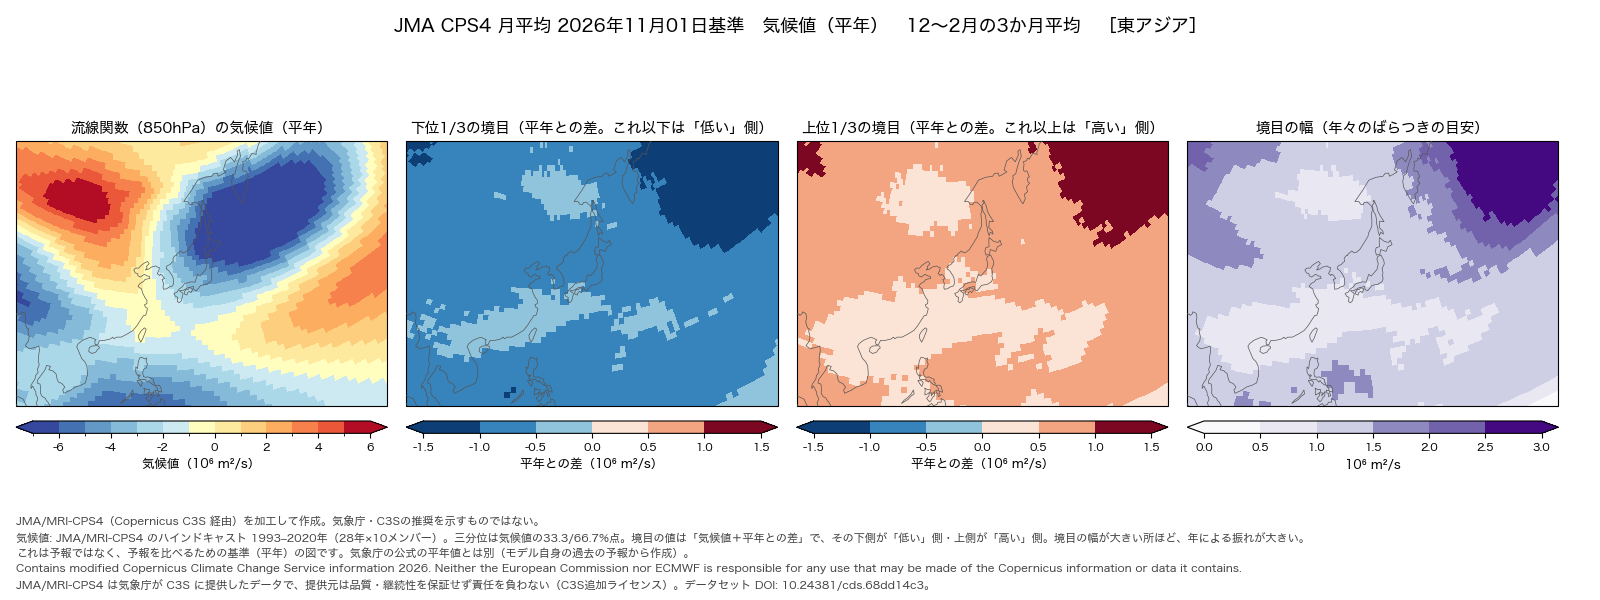 JMA CPS4 月平均 2026年11月01日基準　気候値（平年）　12〜2月の3か月平均　［東アジア］
流線関数（850hPa）の気候値（平年）
下位1/3の境目（平年との差。これ以下は「低い」側）
上位1/3の境目（平年との差。これ以上は「高い」側）
境目の幅（年々のばらつきの目安）
-6 -4 -2 0 2 4 6
気候値（10⁶ m²/s）
-1.5 -1.0 -0.5 0.0 0.5 1.0 1.5
平年との差（10⁶ m²/s）
-1.5 -1.0 -0.5 0.0 0.5 1.0 1.5
平年との差（10⁶ m²/s）
0.0 0.5 1.0 1.5 2.0 2.5 3.0
10⁶ m²/s
JMA/MRI-CPS4（Copernicus C3S 経由）を加工して作成。気象庁・C3Sの推奨を示すものではない。
気候値: JMA/MRI-CPS4 のハインドキャスト 1993–2020年（28年×10メンバー）。三分位は気候値の33.3/66.7%点。境目の値は「気候値＋平年との差」で、その下側が「低い」側・上側が「高い」側。境目の幅が大きい所ほど、年による振れが大きい。
これは予報ではなく、予報を比べるための基準（平年）の図です。気象庁の公式の平年値とは別（モデル自身の過去の予報から作成）。
Contains modified Copernicus Climate Change Service information 2026. Neither the European Commission nor ECMWF is responsible for any use that may be made of the Copernicus information or data it contains.
JMA/MRI-CPS4 は気象庁が C3S に提供したデータで、提供元は品質・継続性を保証せず責任を負わない（C3S追加ライセンス）。データセット DOI: 10.24381/cds.68dd14c3。